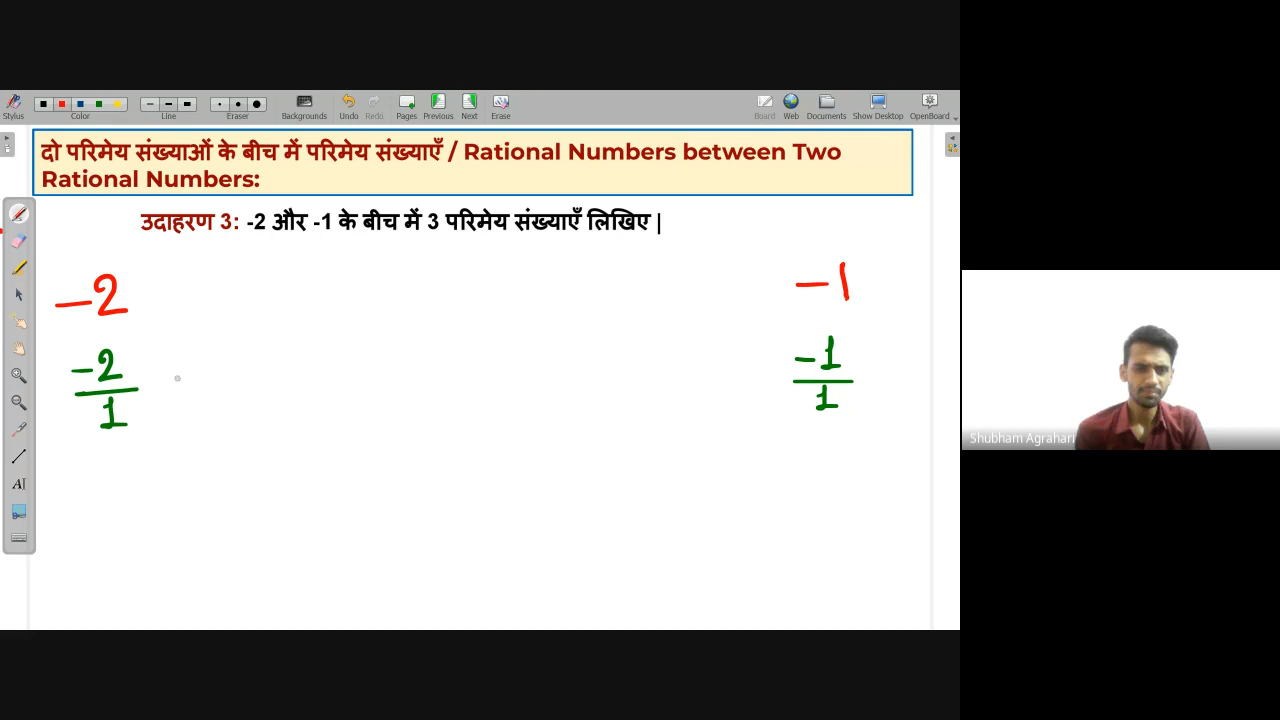 Stylus Color Line Eraser Backgrounds Undo Redo Pages Previous Next Erase Board Web Documents Show Desktop OpenBoard
दो परिमेय संख्याओं के बीच में परिमेय संख्याएँ / Rational Numbers between Two
Rational Numbers:
उदाहरण 3: -2 और -1 के बीच में 3 परिमेय संख्याएँ लिखिए |
-2 -1
-2 -1
1 1
Shubham Agrahari